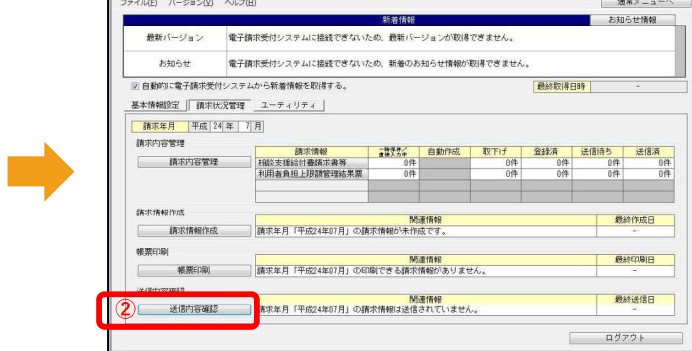 ファイル(F) バージョン(V) ヘルプ(H) 通常メニューへ
新着情報 お知らせ情報
最新バージョン 電子請求受付システムに接続できないため、最新バージョンが取得できません。
お知らせ 電子請求受付システムに接続できないため、新着のお知らせ情報が取得できません。
自動的に電子請求受付システムから新着情報を取得する。 最終取得日時 -
基本情報設定 請求状況管理 ユーティリティ
請求年月 平成 24 年 7 月
請求内容管理
請求情報 一時保存/直接入力中 自動作成 取下げ 登録済 送信待ち 送信済
請求内容管理 相談支援給付費請求書等 0件 0件 0件 0件 0件
利用者負担上限額管理結果票 0件 0件 0件 0件 0件
請求情報作成
関連情報 最終作成日
請求情報作成 請求年月「平成24年07月」の請求情報が未作成です。 -
帳票印刷
関連情報 最終印刷日
帳票印刷 請求年月「平成24年07月」の印刷できる請求情報がありません。 -
送信内容確認
関連情報 最終送信日
② 送信内容確認 請求年月「平成24年07月」の請求情報は送信されていません。 -
ログアウト